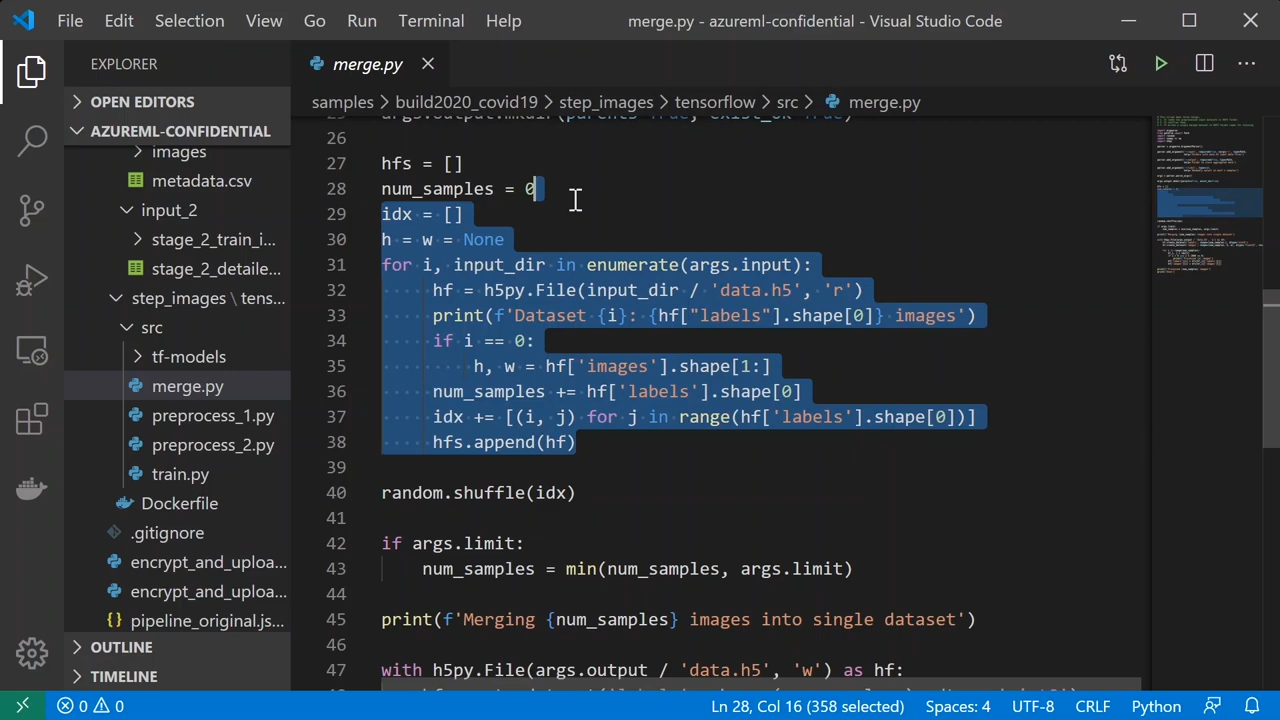 File Edit Selection View Go Run Terminal Help merge.py - azureml-confidential - Visual Studio Code
EXPLORER
OPEN EDITORS
AZUREML-CONFIDENTIAL
images
metadata.csv
input_2
stage_2_train_i...
stage_2_detaile...
step_images \ tens...
src
tf-models
merge.py
preprocess_1.py
preprocess_2.py
train.py
Dockerfile
.gitignore
encrypt_and_uploa...
encrypt_and_uploa...
pipeline_original.js...
OUTLINE
TIMELINE
merge.py
samples > build2020_covid19 > step_images > tensorflow > src > merge.py
26
27 hfs = []
28 num_samples = 0
29 idx = []
30 h = w = None
31 for i, input_dir in enumerate(args.input):
32 hf = h5py.File(input_dir / 'data.h5', 'r')
33 print(f'Dataset {i}: {hf["labels"].shape[0]} images')
34 if i == 0:
35 h, w = hf['images'].shape[1:]
36 num_samples += hf['labels'].shape[0]
37 idx += [(i, j) for j in range(hf['labels'].shape[0])]
38 hfs.append(hf)
39
40 random.shuffle(idx)
41
42 if args.limit:
43 num_samples = min(num_samples, args.limit)
44
45 print(f'Merging {num_samples} images into single dataset')
46
47 with h5py.File(args.output / 'data.h5', 'w') as hf:
0 0 Ln 28, Col 16 (358 selected) Spaces: 4 UTF-8 CRLF Python